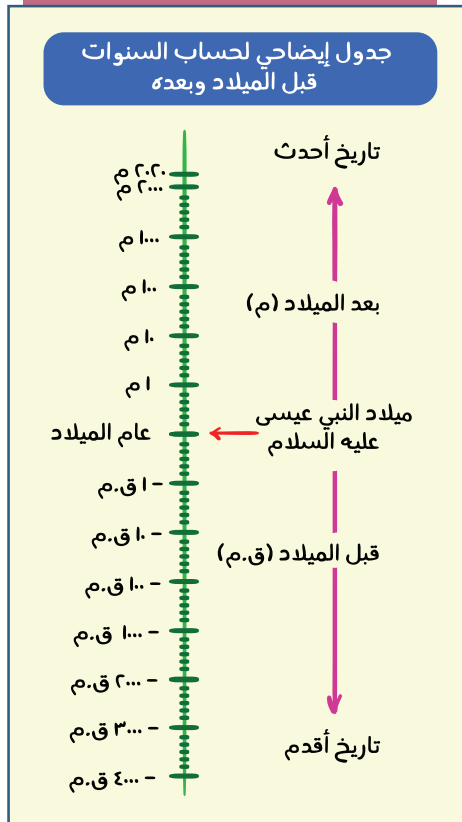 جدول إيضاحي لحساب السنوات
قبل الميلاد وبعده
تاريخ أحدث
٢٠٢٠ م
٢٠٠٠ م
١٠٠٠ م
١٠٠ م
بعد الميلاد (م)
١٠ م
١ م
ميلاد النبي عيسى
عليه السلام
عام الميلاد
– ١ ق.م
– ١٠ ق.م
قبل الميلاد (ق.م)
– ١٠٠ ق.م
– ١٠٠٠ ق.م
– ٢٠٠٠ ق.م
– ٣٠٠٠ ق.م
تاريخ أقدم
– ٤٠٠٠ ق.م